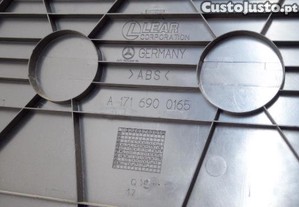 CustoJusto.pt
LEAR
CORPORATION
GERMANY
>ABS<
A 171 690 0165